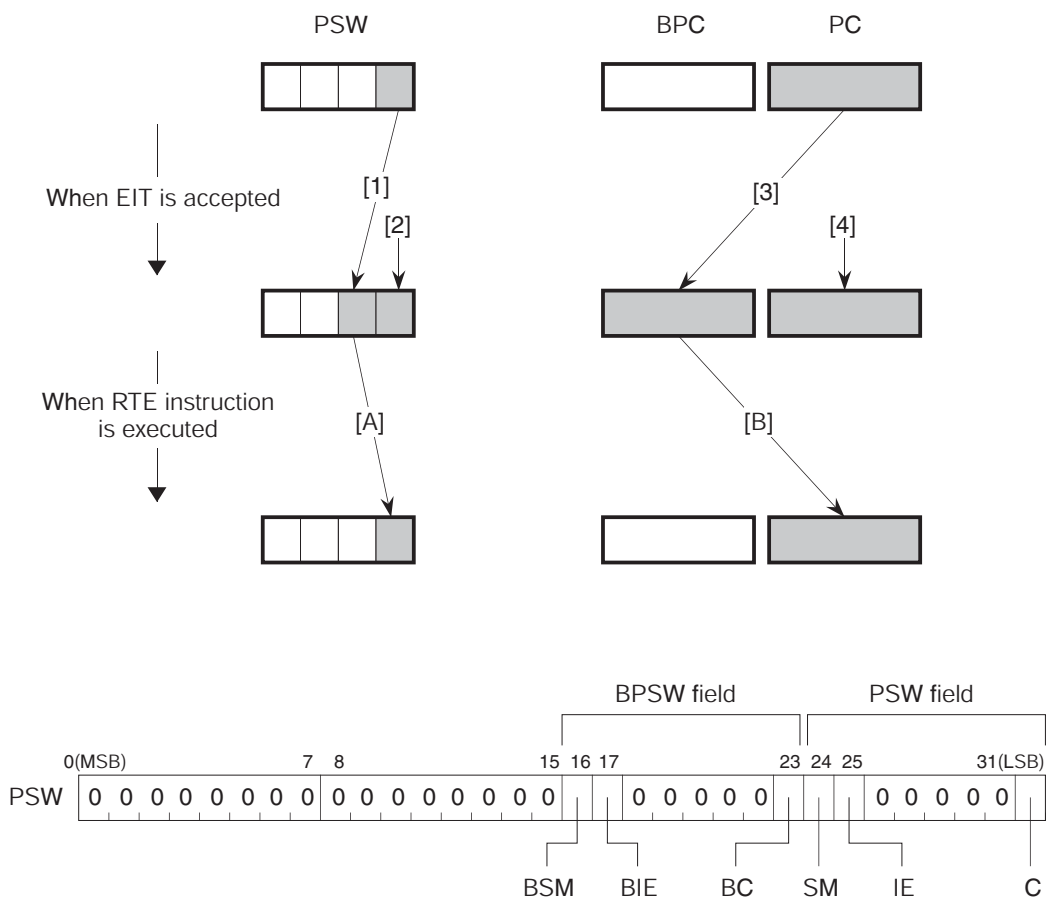 PSW BPC PC
When EIT is accepted
[1] [3]
[2] [4]
When RTE instruction
is executed
[A] [B]
BPSW field PSW field
0(MSB) 7 8 15 16 17 23 24 25 31(LSB)
PSW 0 0 0 0 0 0 0 0 0 0 0 0 0 0 0 0 0 0 0 0 0 0 0 0 0 0
BSM BIE BC SM IE C